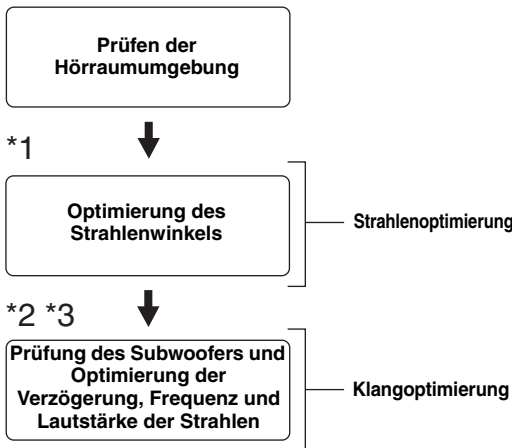 Prüfen der
Hörraumumgebung
*1
Optimierung des
Strahlenwinkels
Strahlenoptimierung
*2 *3
Prüfung des Subwoofers und
Optimierung der
Verzögerung, Frequenz und
Lautstärke der Strahlen
Klangoptimierung